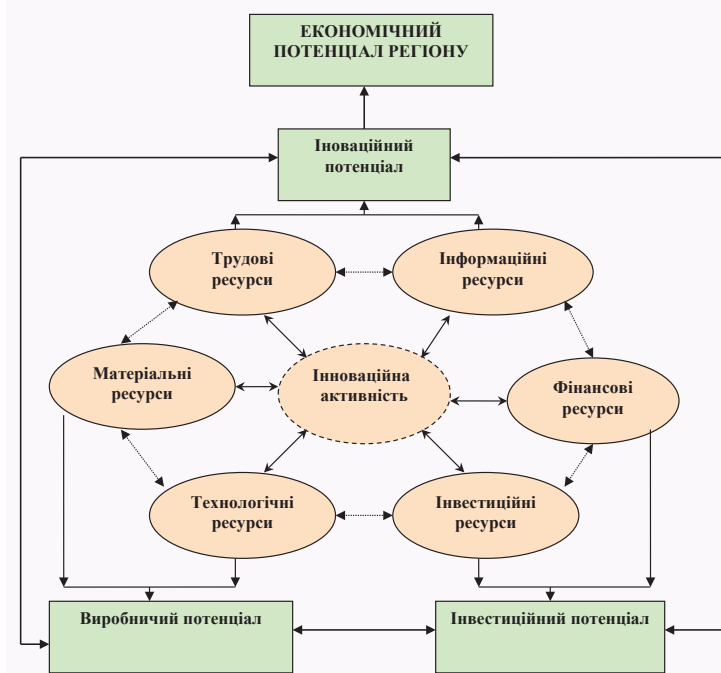 ЕКОНОМІЧНИЙ
ПОТЕНЦІАЛ РЕГІОНУ
Іноваційний
потенціал
Трудові
ресурси
Інформаційні
ресурси
Матеріальні
ресурси
Інноваційна
активність
Фінансові
ресурси
Технологічні
ресурси
Інвестиційні
ресурси
Виробничий потенціал
Інвестиційний потенціал